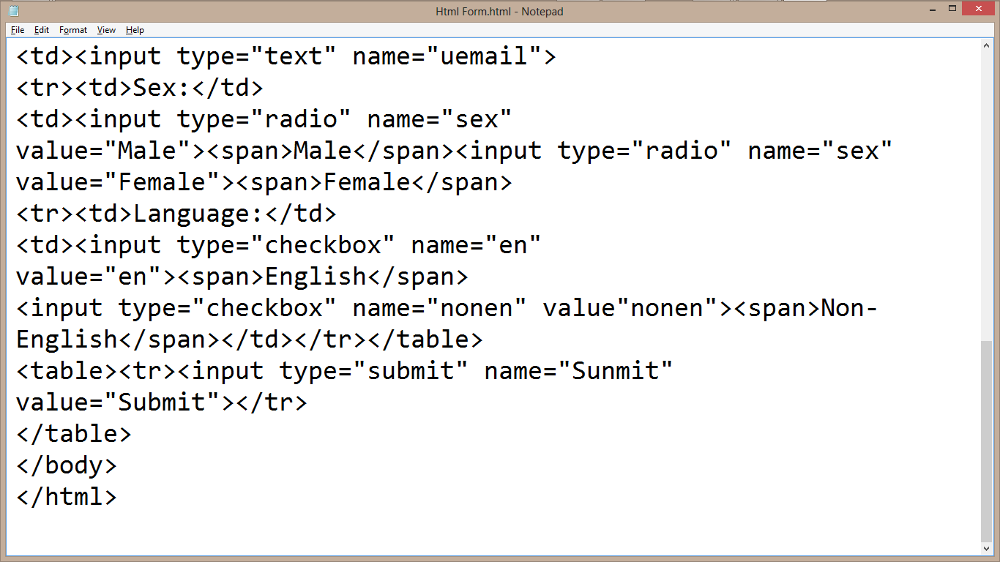 Html Form.html - Notepad
File Edit Format View Help
<td><input type="text" name="uemail">
<tr><td>Sex:</td>
<td><input type="radio" name="sex"
value="Male"><span>Male</span><input type="radio" name="sex"
value="Female"><span>Female</span>
<tr><td>Language:</td>
<td><input type="checkbox" name="en"
value="en"><span>English</span>
<input type="checkbox" name="nonen" value"nonen"><span>Non-
English</span></td></tr></table>
<table><tr><input type="submit" name="Sunmit"
value="Submit"></tr>
</table>
</body>
</html>